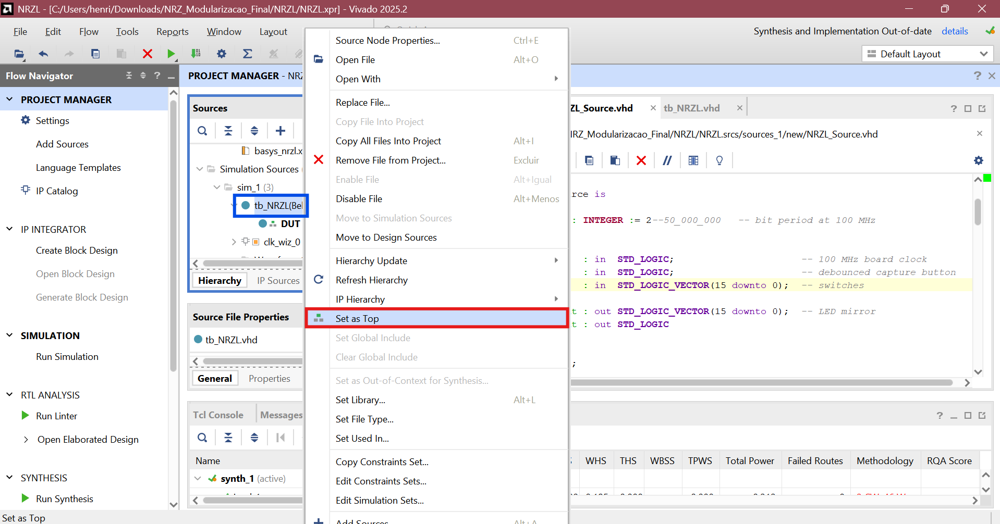 NRZL - [C:/Users/henri/Downloads/NRZ_Modularizacao_Final/NRZL/NRZL.xpr] - Vivado 2025.2
File Edit Flow Tools Reports Window Layout
Synthesis and Implementation Out-of-date details
Default Layout
Flow Navigator
PROJECT MANAGER
Settings
Add Sources
Language Templates
IP Catalog
IP INTEGRATOR
Create Block Design
Open Block Design
Generate Block Design
SIMULATION
Run Simulation
RTL ANALYSIS
Run Linter
Open Elaborated Design
SYNTHESIS
Run Synthesis
Set as Top
PROJECT MANAGER - NRZ
Sources
basys_nrzl.x
Simulation Sources
sim_1 (3)
tb_NRZL(Be
DUT
clk_wiz_0
Hierarchy IP Sources
Source File Properties
tb_NRZL.vhd
General Properties
Tcl Console Messages
Name
synth_1 (active)
Source Node Properties... Ctrl+E
Open File Alt+O
Open With
Replace File...
Copy File Into Project
Copy All Files Into Project Alt+I
Remove File from Project... Excluir
Enable File Alt+Igual
Disable File Alt+Menos
Move to Simulation Sources
Move to Design Sources
Hierarchy Update
Refresh Hierarchy
IP Hierarchy
Set as Top
Set Global Include
Clear Global Include
Set as Out-of-Context for Synthesis...
Set Library... Alt+L
Set File Type...
Set Used In...
Copy Constraints Set...
Edit Constraints Sets...
Edit Simulation Sets...
Add Sources... Alt+A
ZL_Source.vhd tb_NRZL.vhd
IRZ_Modularizacao_Final/NRZL/NRZL.srcs/sources_1/new/NRZL_Source.vhd
rce is
: INTEGER := 2--50_000_000 -- bit period at 100 MHz
: in STD_LOGIC; -- 100 MHz board clock
: in STD_LOGIC; -- debounced capture button
: in STD_LOGIC_VECTOR(15 downto 0); -- switches
t : out STD_LOGIC_VECTOR(15 downto 0); -- LED mirror
t : out STD_LOGIC
;
WHS THS WBSS TPWS Total Power Failed Routes Methodology RQA Score